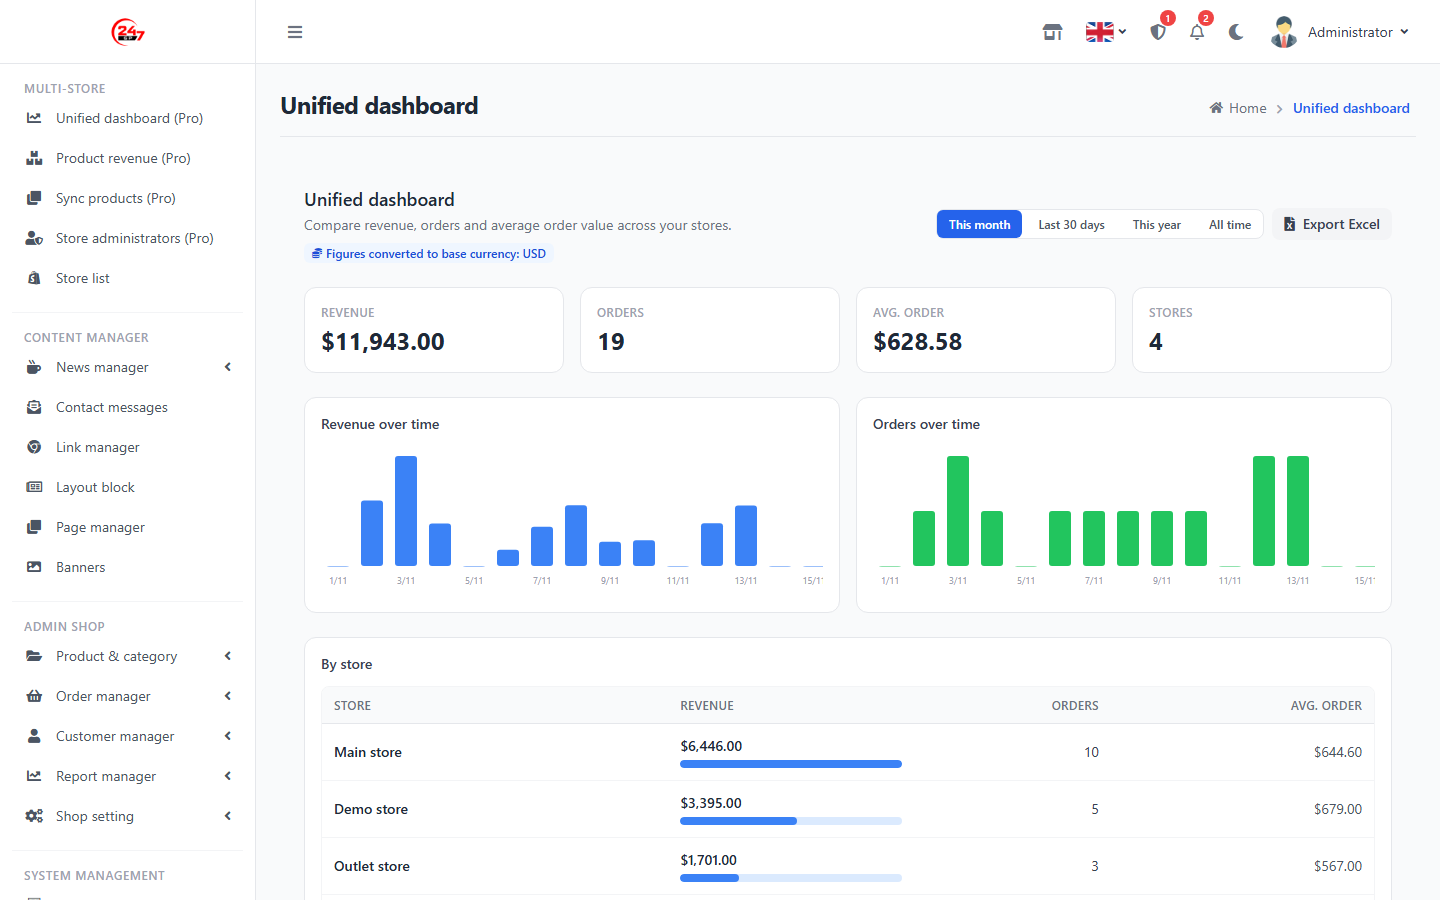 247
1
2
Administrator
MULTI-STORE
Unified dashboard (Pro)
Product revenue (Pro)
Sync products (Pro)
Store administrators (Pro)
Store list
CONTENT MANAGER
News manager
Contact messages
Link manager
Layout block
Page manager
Banners
ADMIN SHOP
Product & category
Order manager
Customer manager
Report manager
Shop setting
SYSTEM MANAGEMENT
Unified dashboard
Home
Unified dashboard
Unified dashboard
Compare revenue, orders and average order value across your stores.
Figures converted to base currency: USD
This month
Last 30 days
This year
All time
Export Excel
REVENUE
$11,943.00
ORDERS
19
AVG. ORDER
$628.58
STORES
4
Revenue over time
1/11 3/11 5/11 7/11 9/11 11/11 13/11 15/1
Orders over time
1/11 3/11 5/11 7/11 9/11 11/11 13/11 15/1
By store
STORE REVENUE ORDERS AVG. ORDER
Main store $6,446.00 10 $644.60
Demo store $3,395.00 5 $679.00
Outlet store $1,701.00 3 $567.00